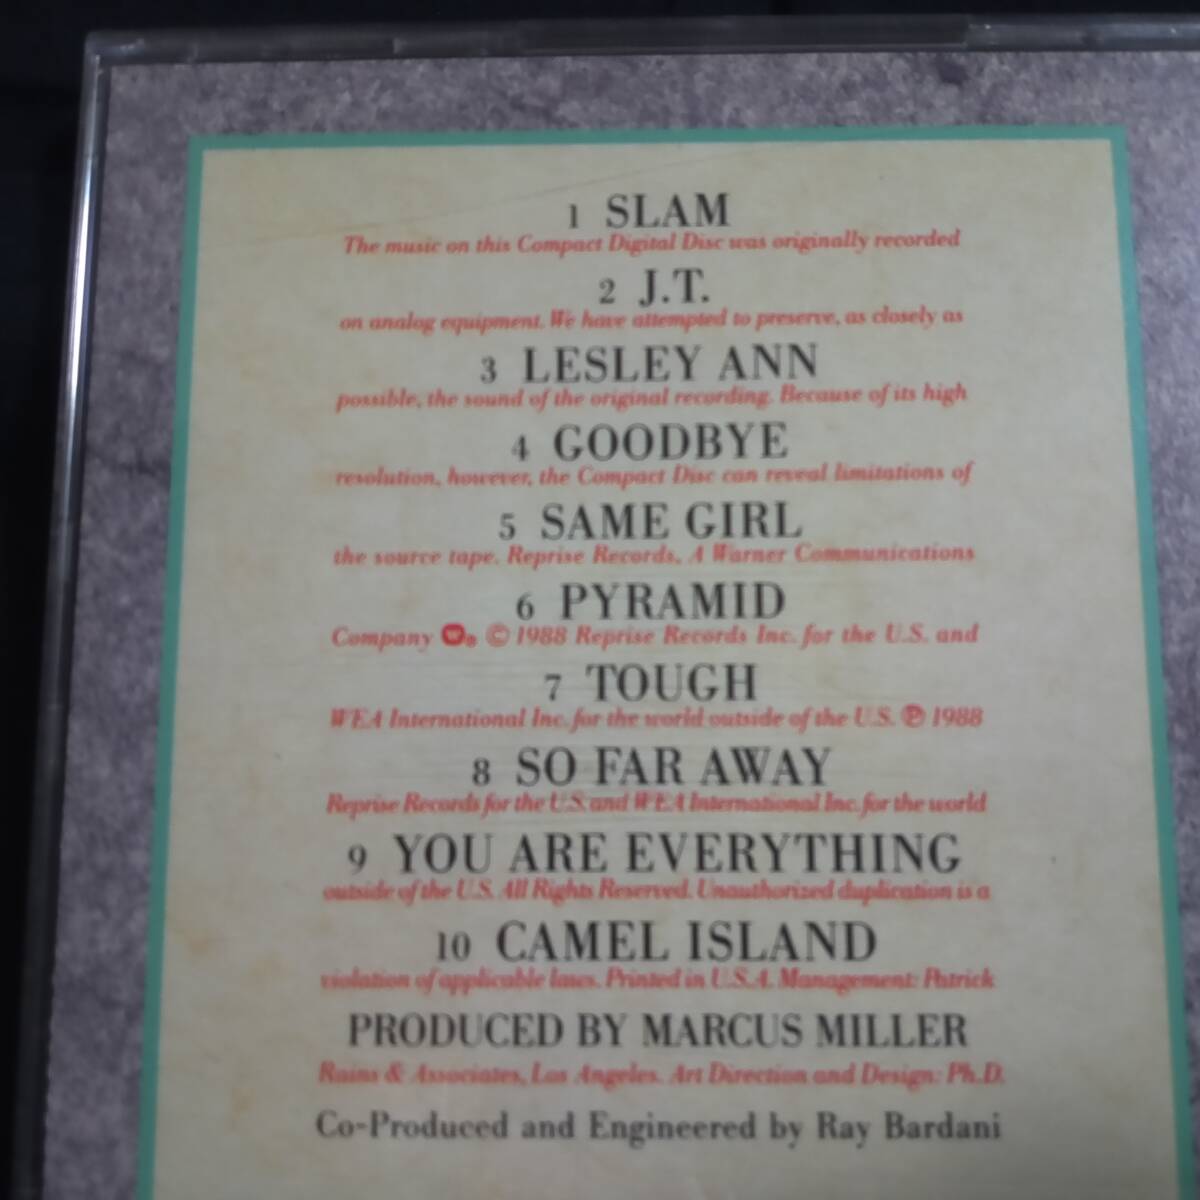 1 SLAM
The music on this Compact Digital Disc was originally recorded
2 J.T.
on analog equipment. We have attempted to preserve, as closely as
3 LESLEY ANN
possible, the sound of the original recording. Because of its high
4 GOODBYE
resolution, however, the Compact Disc can reveal limitations of
5 SAME GIRL
the source tape. Reprise Records, A Warner Communications
6 PYRAMID
Company W® © 1988 Reprise Records Inc. for the U.S. and
7 TOUGH
WEA International Inc. for the world outside of the U.S. ℗ 1988
8 SO FAR AWAY
Reprise Records for the U.S. and WEA International Inc. for the world
9 YOU ARE EVERYTHING
outside of the U.S. All Rights Reserved. Unauthorized duplication is a
10 CAMEL ISLAND
violation of applicable laws. Printed in U.S.A. Management: Patrick
PRODUCED BY MARCUS MILLER
Rains & Associates, Los Angeles. Art Direction and Design: Ph.D.
Co-Produced and Engineered by Ray Bardani